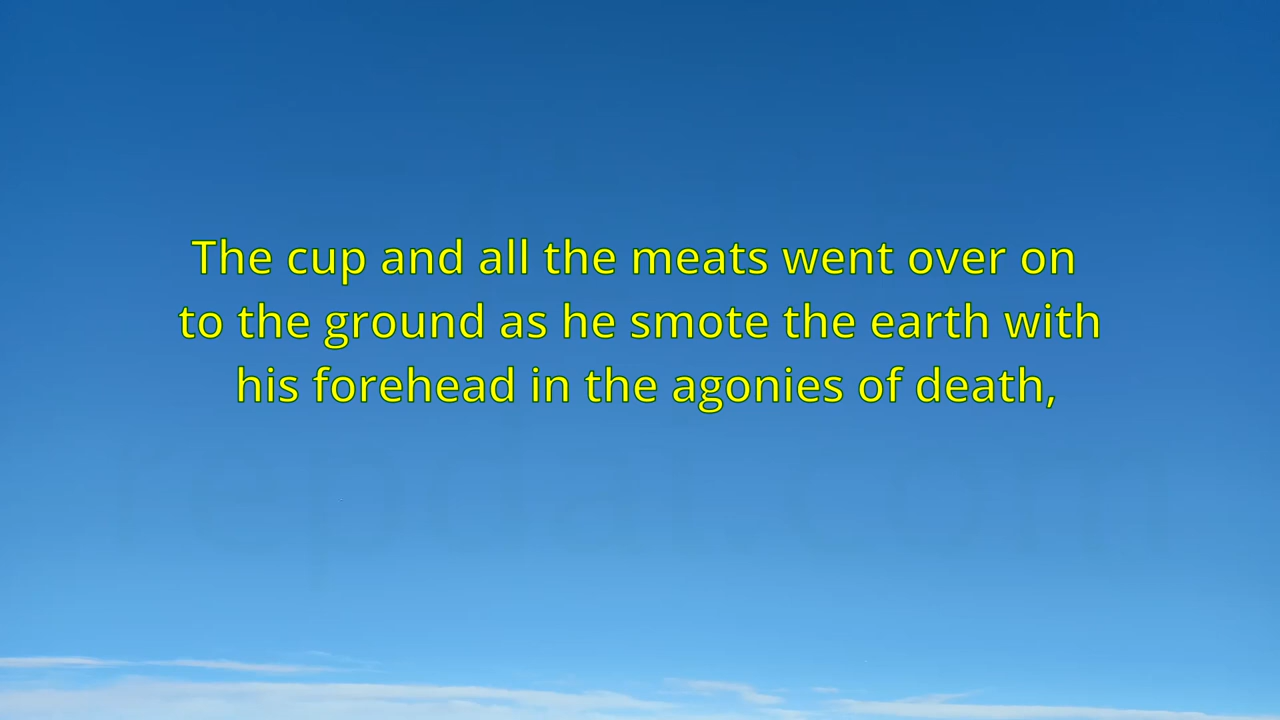 The cup and all the meats went over on
to the ground as he smote the earth with
his forehead in the agonies of death,